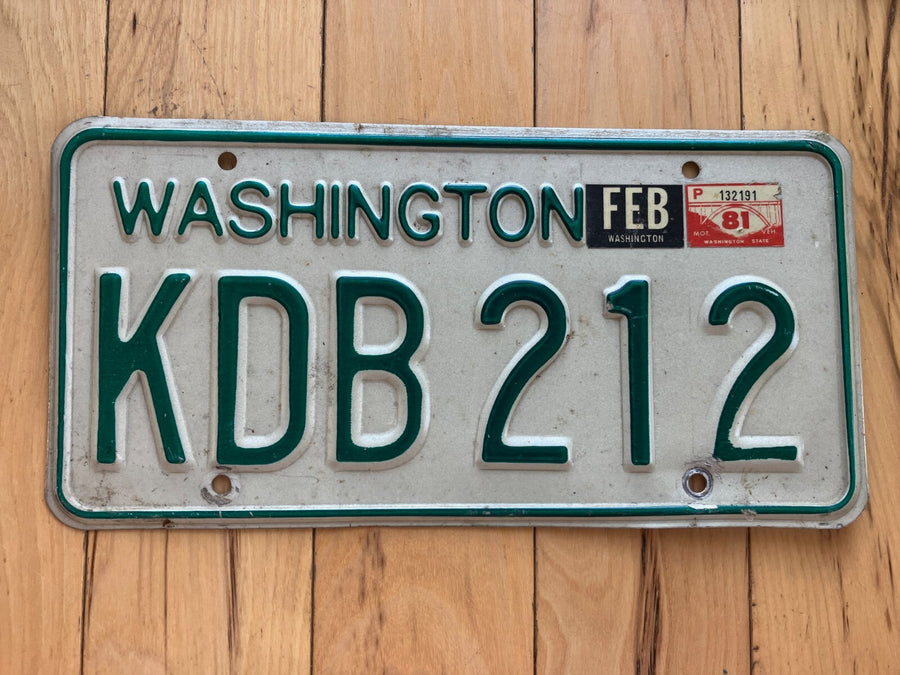 WASHINGTON
FEB
WASHINGTON
P 132191
81
MOT. VEH.
WASHINGTON STATE
KDB 212